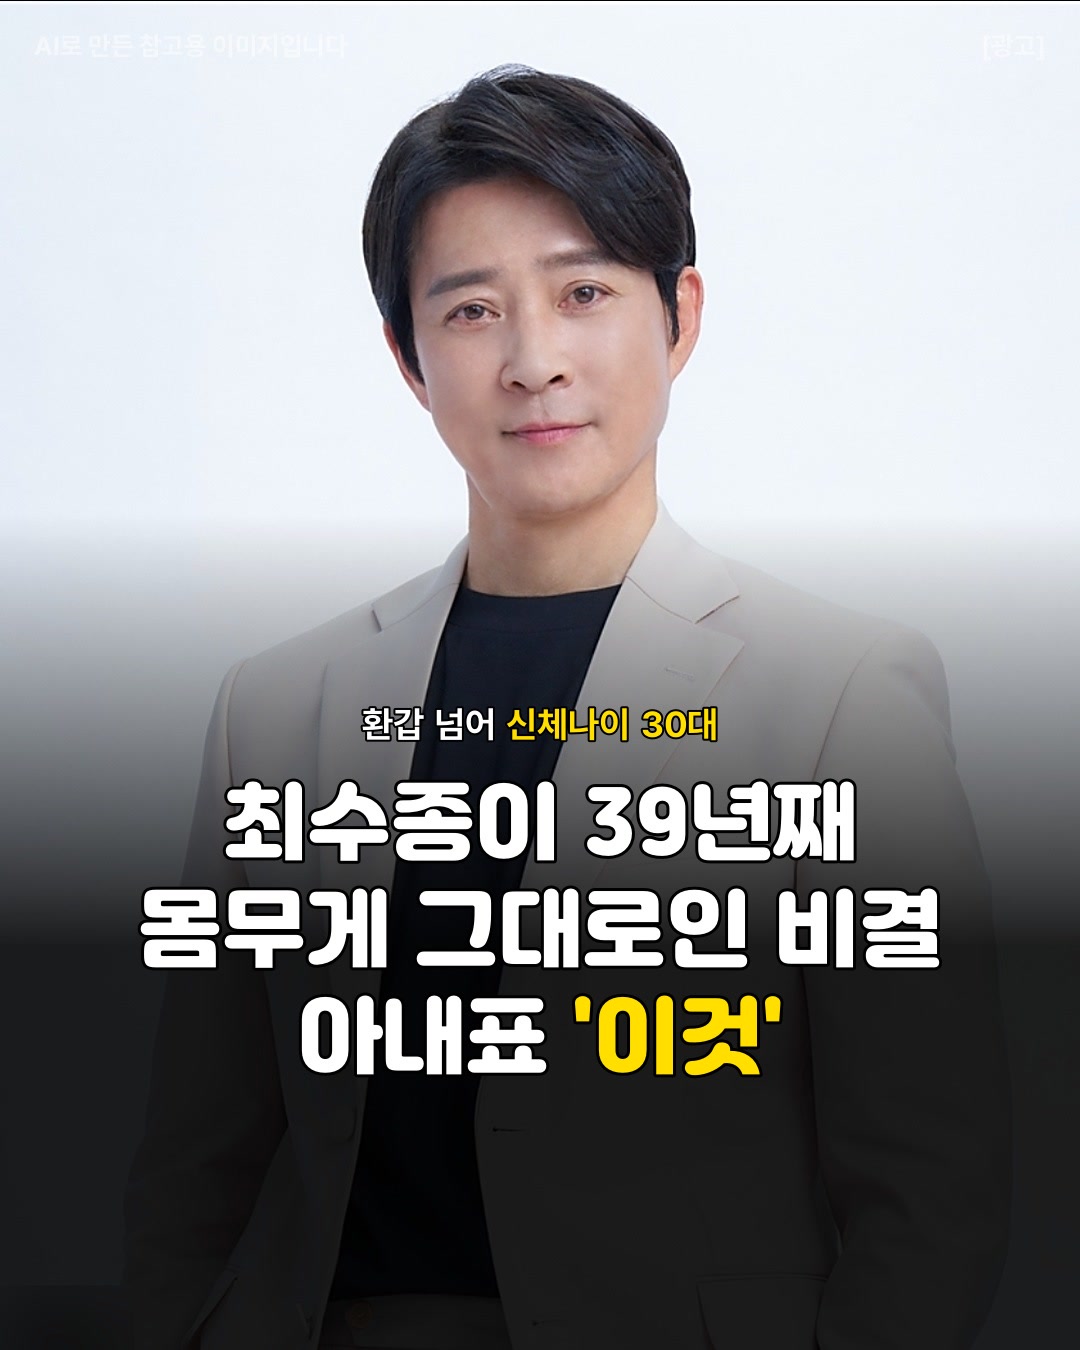 AI로 만든 참고용 이미지입니다
[광고]
환갑 넘어 신체나이 30대
최수종이 39년째
몸무게 그대로인 비결
아내표 '이것'